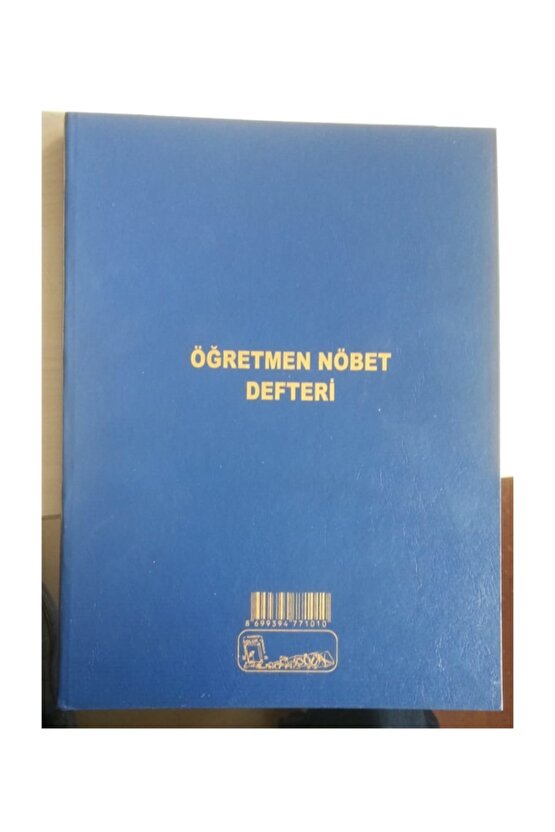 ÖĞRETMEN NÖBET
DEFTERİ
8 699394 771010